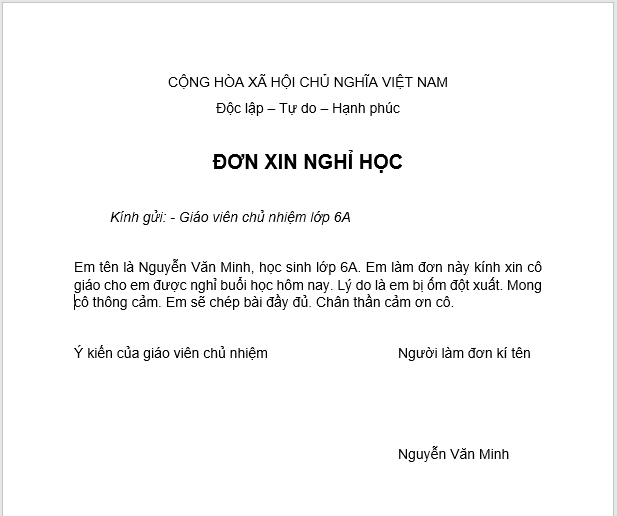 CỘNG HÒA XÃ HỘI CHỦ NGHĨA VIỆT NAM
Độc lập – Tự do – Hạnh phúc
ĐƠN XIN NGHỈ HỌC
Kính gửi: - Giáo viên chủ nhiệm lớp 6A
Em tên là Nguyễn Văn Minh, học sinh lớp 6A. Em làm đơn này kính xin cô
giáo cho em được nghỉ buổi học hôm nay. Lý do là em bị ốm đột xuất. Mong
cô thông cảm. Em sẽ chép bài đầy đủ. Chân thần cảm ơn cô.
Ý kiến của giáo viên chủ nhiệm
Người làm đơn kí tên
Nguyễn Văn Minh